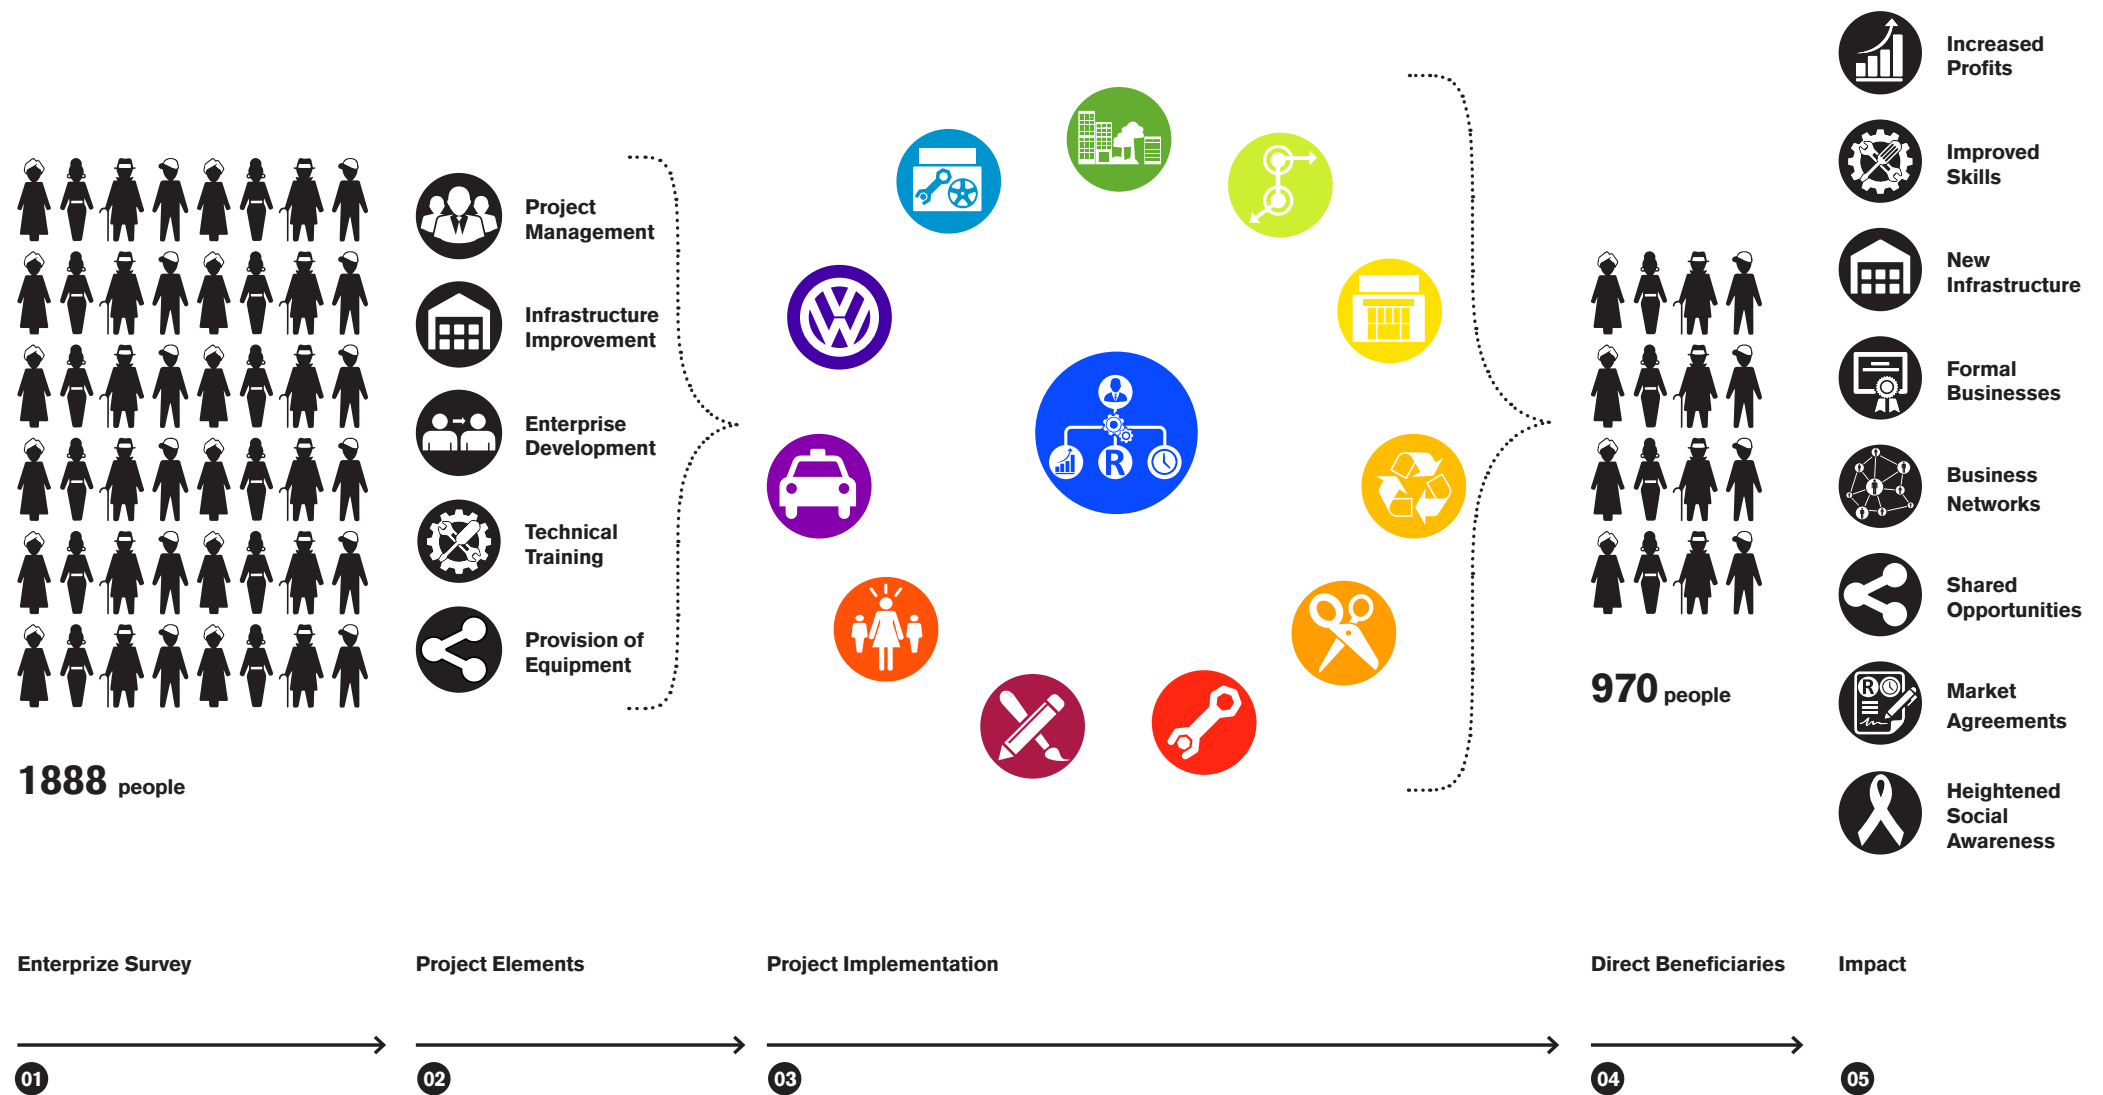 1888 people
Project
Management
Infrastructure
Improvement
Enterprise
Development
Technical
Training
Provision of
Equipment
R
970 people
Increased
Profits
Improved
Skills
New
Infrastructure
Formal
Businesses
Business
Networks
Shared
Opportunities
R
Market
Agreements
Heightened
Social
Awareness
Enterprize Survey
Project Elements
Project Implementation
Direct Beneficiaries
Impact
01
02
03
04
05